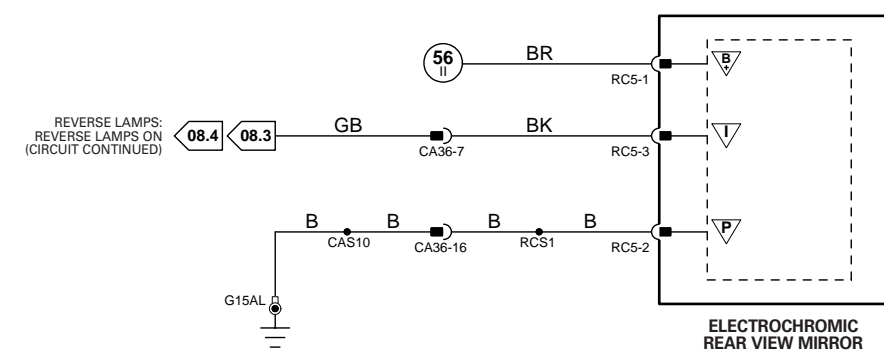 56
II
BR
RC5-1
B
+
REVERSE LAMPS:
REVERSE LAMPS ON
(CIRCUIT CONTINUED)
08.4
08.3
GB
CA36-7
BK
RC5-3
I
B
CAS10
B
CA36-16
B
RCS1
B
RC5-2
P
G15AL
ELECTROCHROMIC
REAR VIEW MIRROR